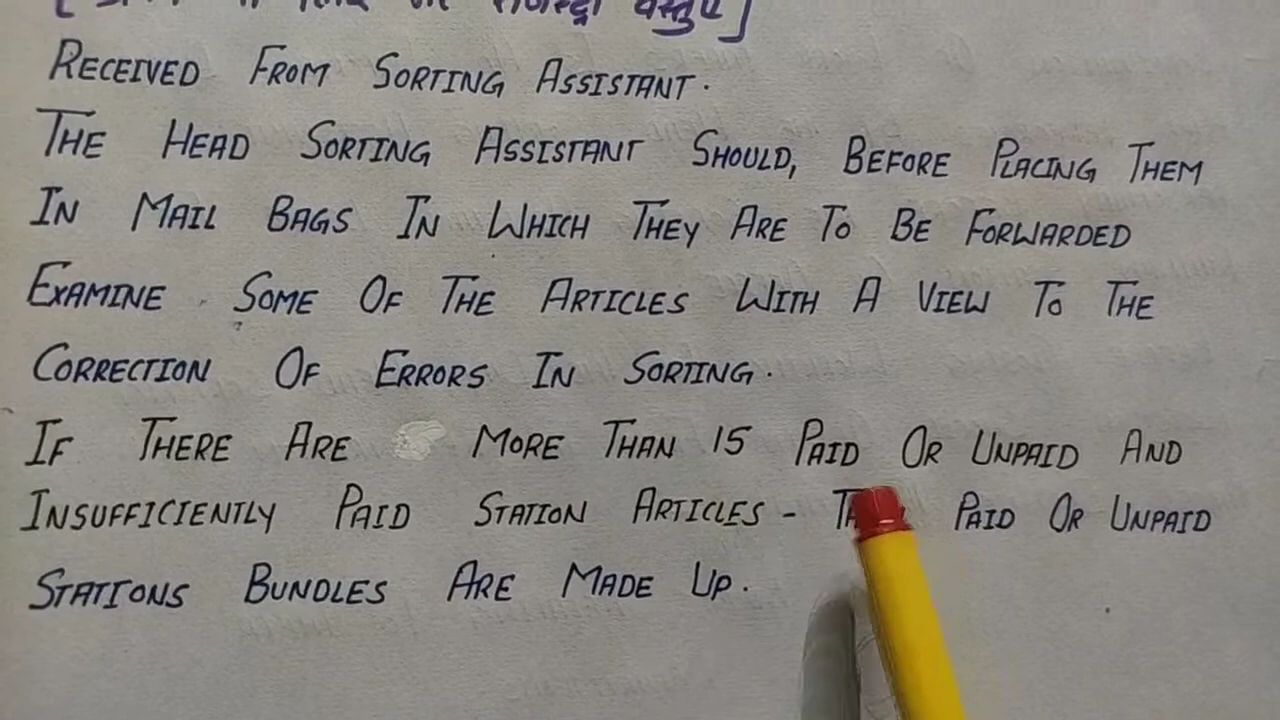 RECEIVED FROM SORTING ASSISTANT.
THE HEAD SORTING ASSISTANT SHOULD, BEFORE PLACING THEM
IN MAIL BAGS IN WHICH THEY ARE TO BE FORWARDED
EXAMINE SOME OF THE ARTICLES WITH A VIEW TO THE
CORRECTION OF ERRORS IN SORTING.
IF THERE ARE MORE THAN 15 PAID OR UNPAID AND
INSUFFICIENTLY PAID STATION ARTICLES - PAID OR UNPAID
STATIONS BUNDLES ARE MADE UP.